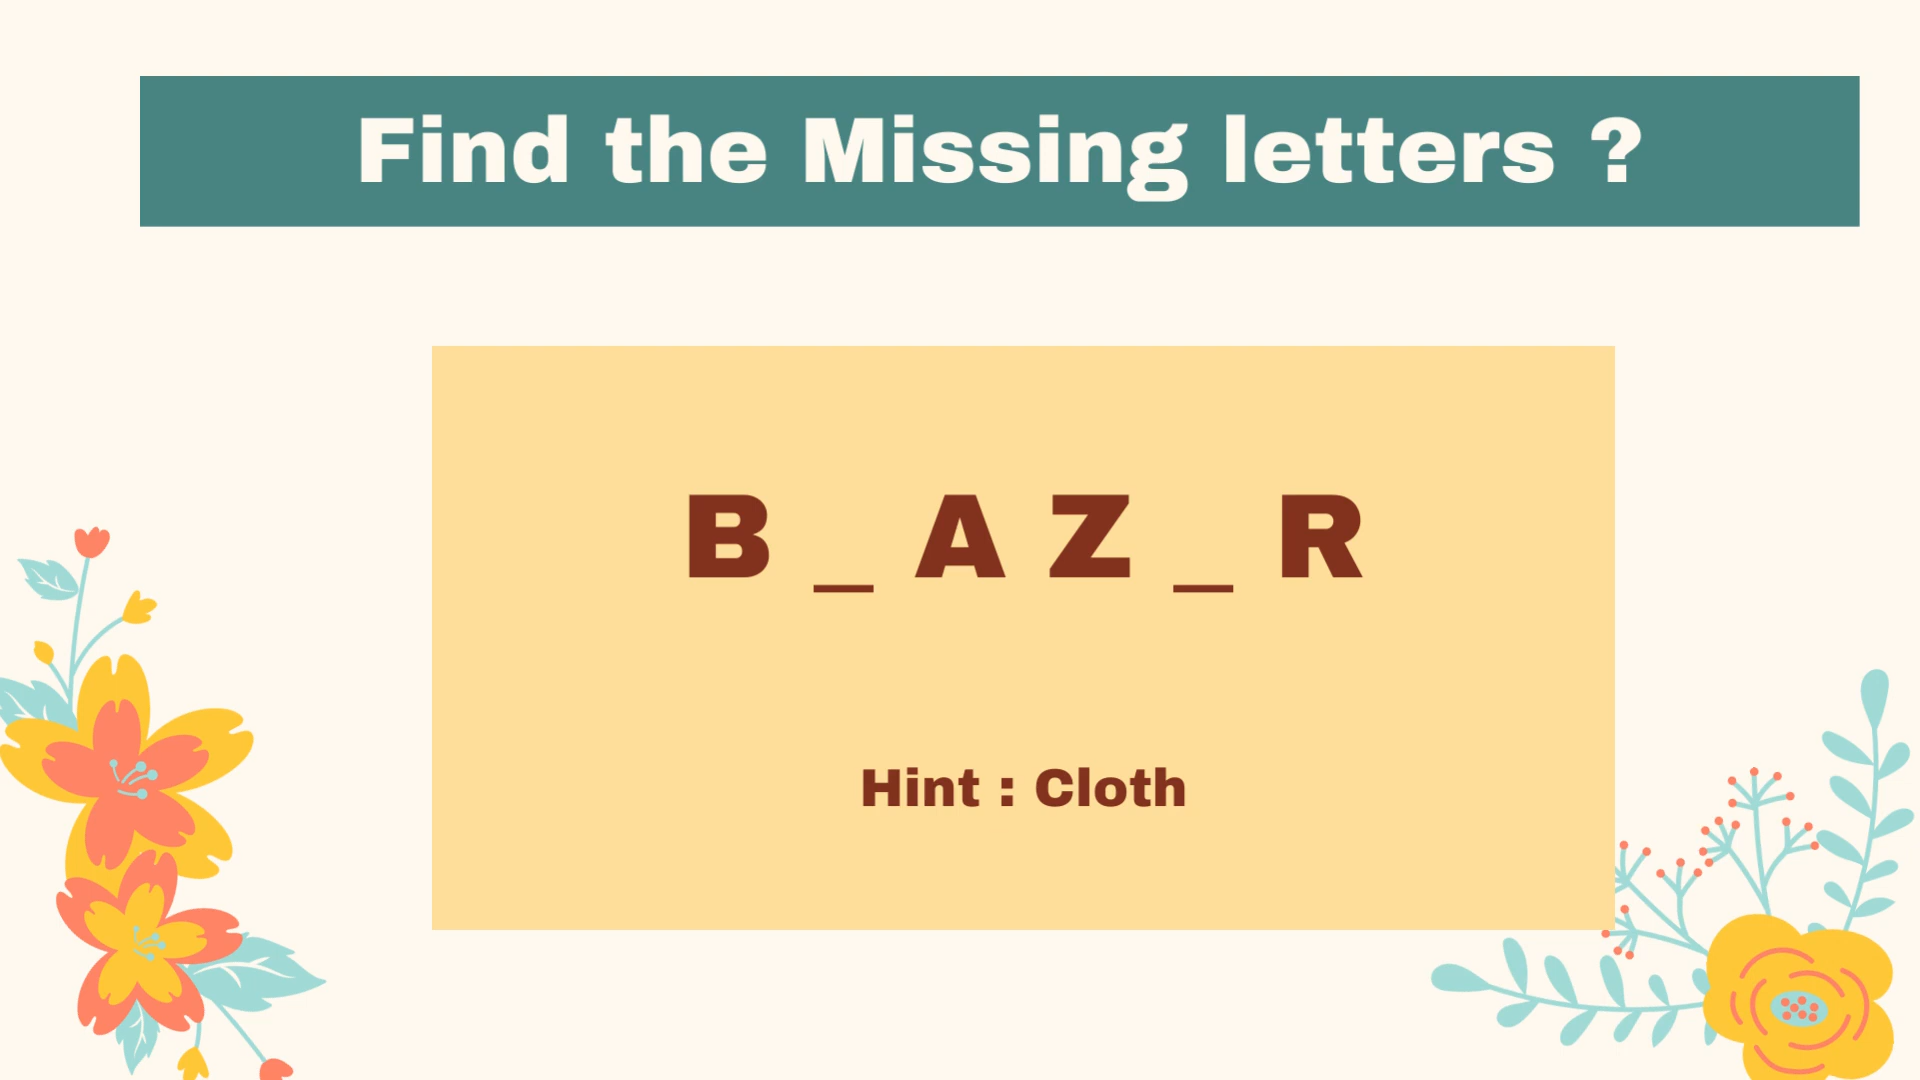 Find the Missing letters ?
B _ A Z _ R
Hint : Cloth